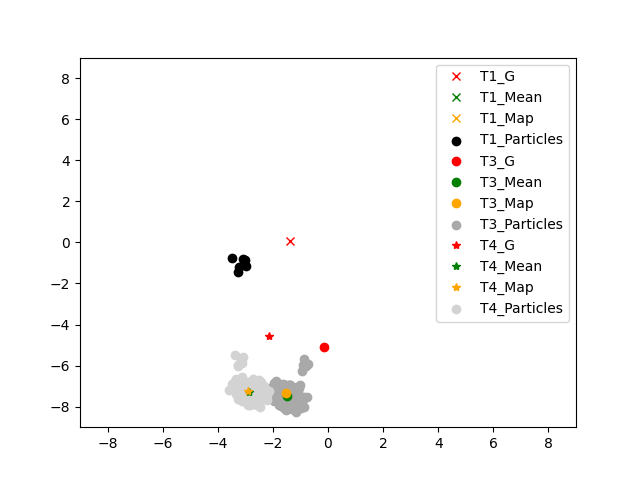 8
6
4
2
0
−2
−4
−6
−8
−8
−6
−4
−2
0
2
4
6
8
T1_G
T1_Mean
T1_Map
T1_Particles
T3_G
T3_Mean
T3_Map
T3_Particles
T4_G
T4_Mean
T4_Map
T4_Particles